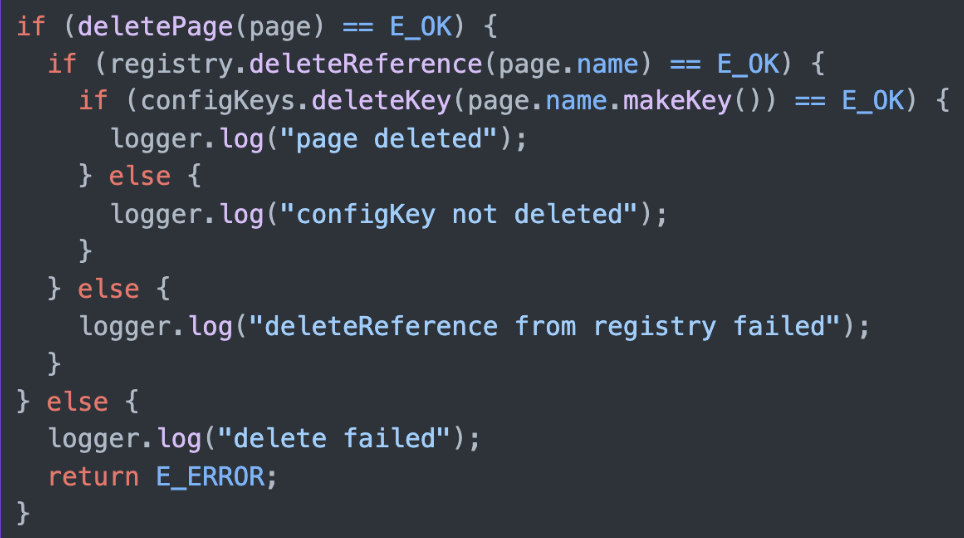 if (deletePage(page) == E_OK) {
  if (registry.deleteReference(page.name) == E_OK) {
    if (configKeys.deleteKey(page.name.makeKey()) == E_OK) {
      logger.log("page deleted");
    } else {
      logger.log("configKey not deleted");
    }
  } else {
    logger.log("deleteReference from registry failed");
  }
} else {
  logger.log("delete failed");
  return E_ERROR;
}